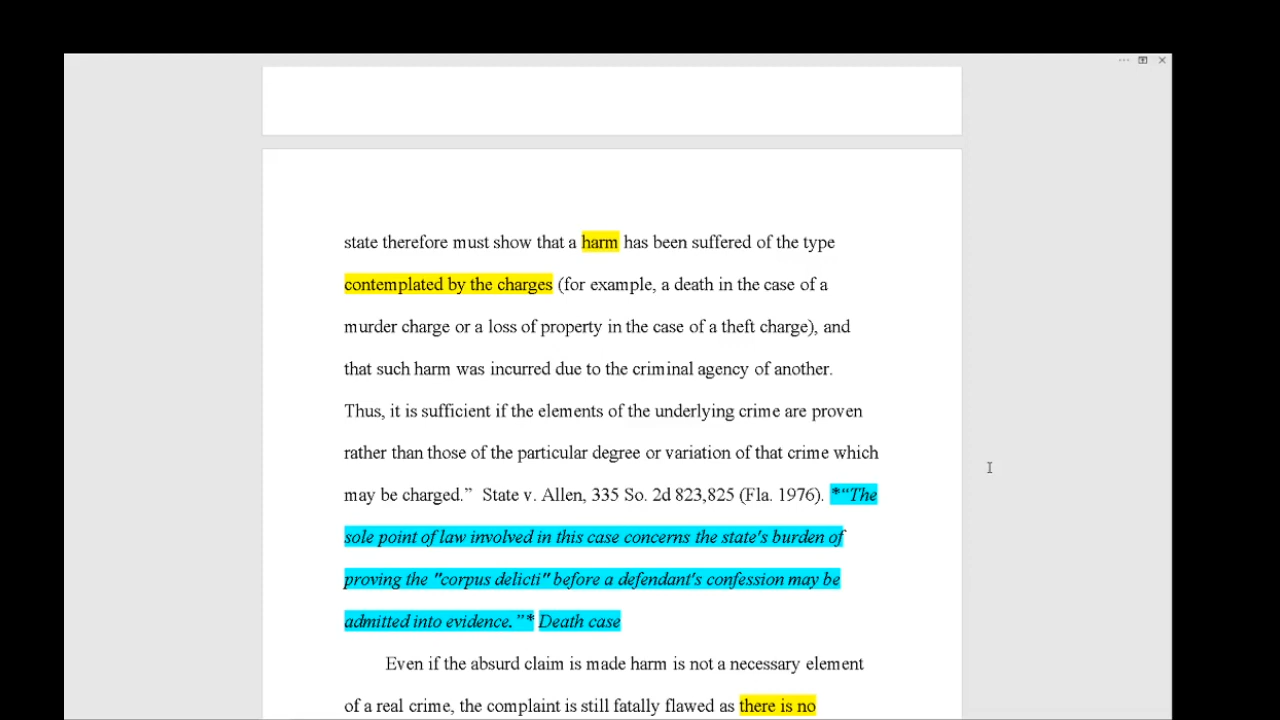 state therefore must show that a harm has been suffered of the type
contemplated by the charges (for example, a death in the case of a
murder charge or a loss of property in the case of a theft charge), and
that such harm was incurred due to the criminal agency of another.
Thus, it is sufficient if the elements of the underlying crime are proven
rather than those of the particular degree or variation of that crime which
may be charged.”  State v. Allen, 335 So. 2d 823,825 (Fla. 1976). *“The
sole point of law involved in this case concerns the state's burden of
proving the "corpus delicti" before a defendant's confession may be
admitted into evidence.”* Death case
Even if the absurd claim is made harm is not a necessary element
of a real crime, the complaint is still fatally flawed as there is no